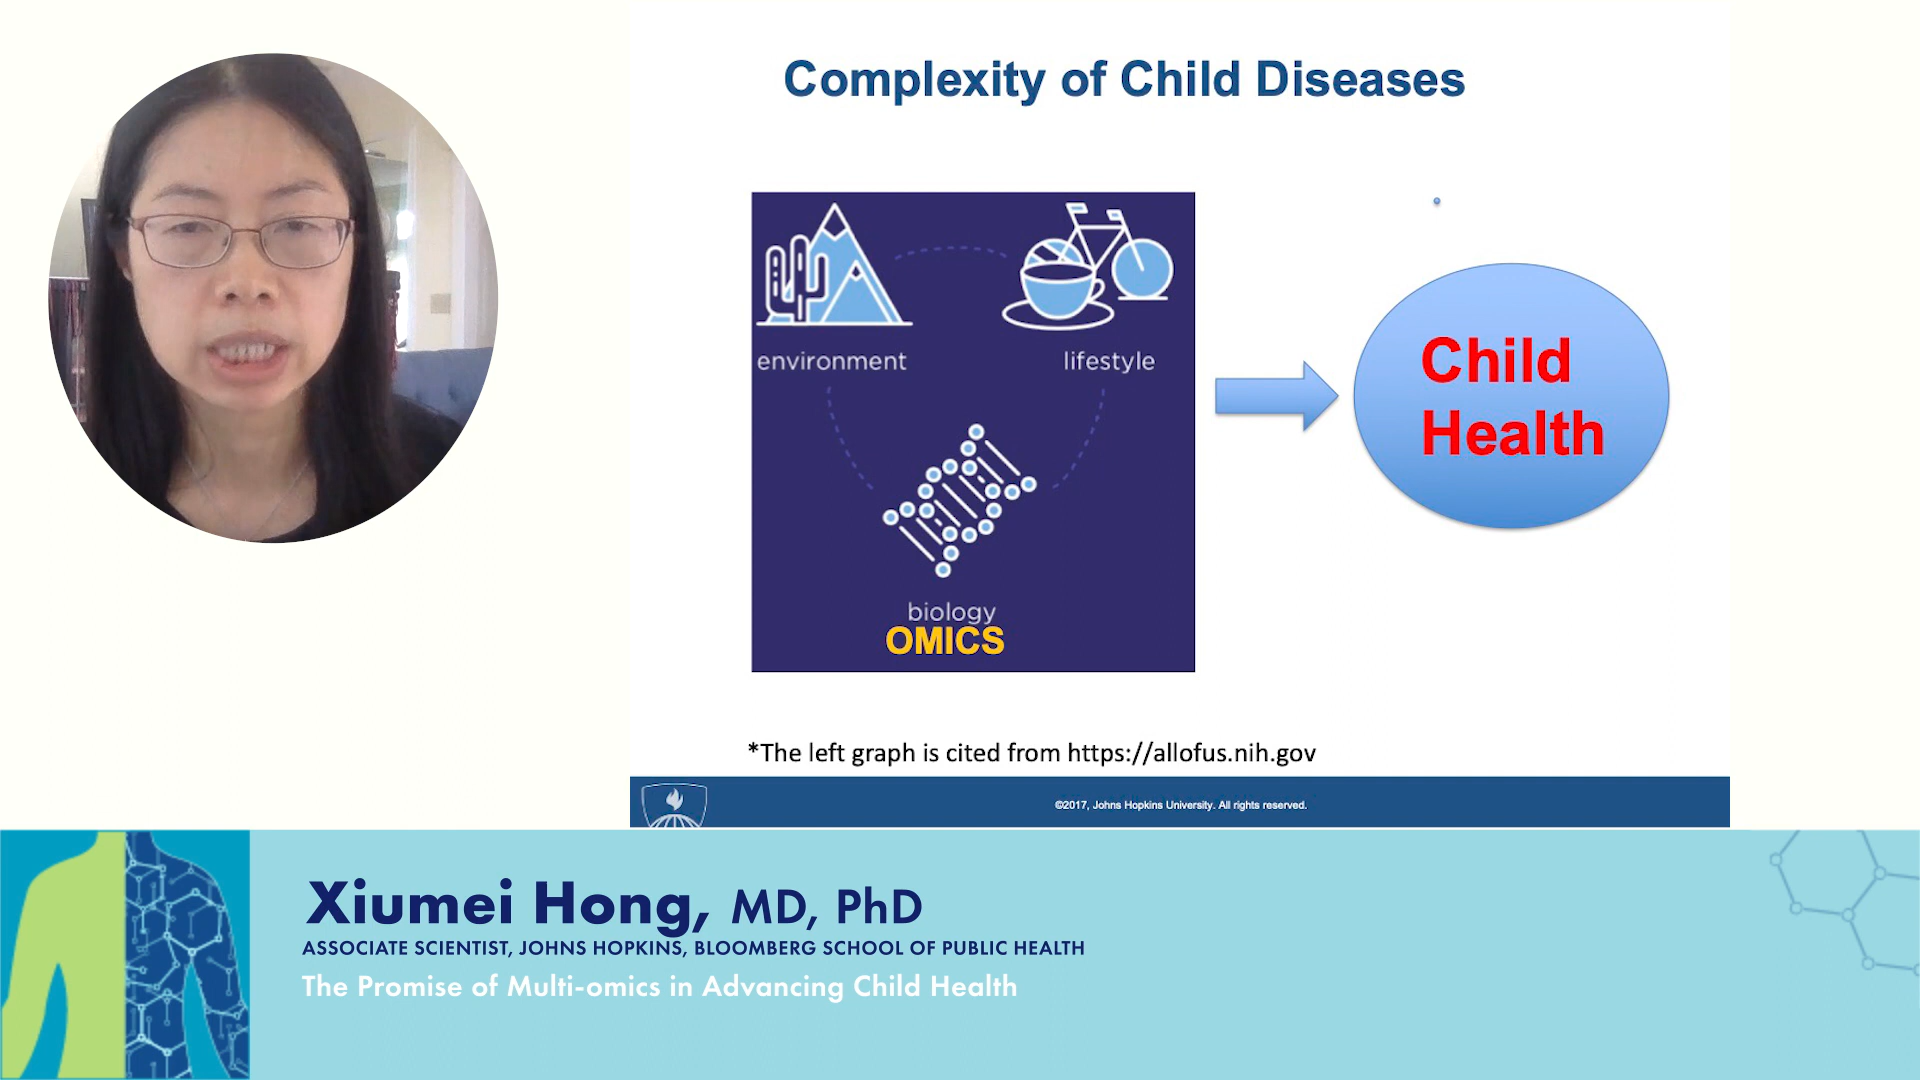 Complexity of Child Diseases
environment
lifestyle
biology
OMICS
Child
Health
*The left graph is cited from https://allofus.nih.gov
©2017, Johns Hopkins University. All rights reserved.
Xiumei Hong, MD, PhD
ASSOCIATE SCIENTIST, JOHNS HOPKINS, BLOOMBERG SCHOOL OF PUBLIC HEALTH
The Promise of Multi-omics in Advancing Child Health